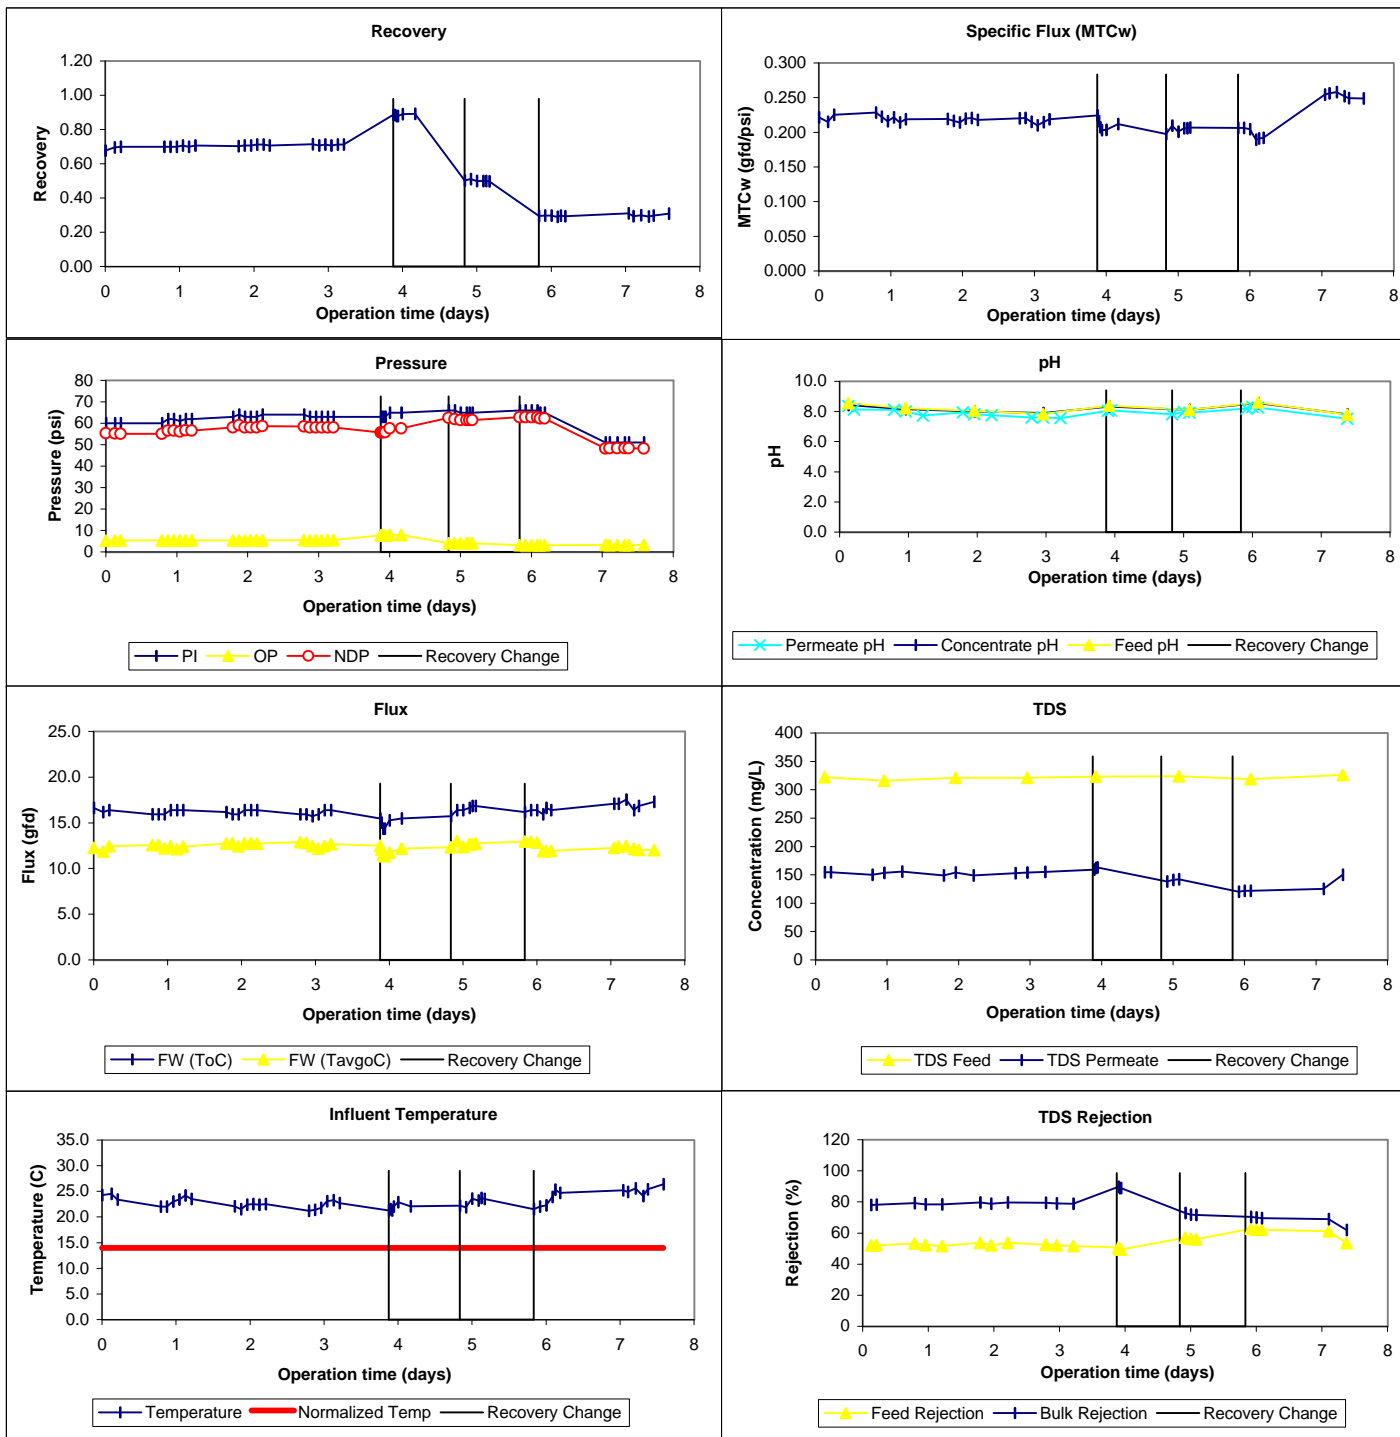 Recovery
1.20
1.00
0.80
0.60
0.40
0.20
0.00
Recovery
0 1 2 3 4 5 6 7 8
Operation time (days)
Specific Flux (MTCw)
0.300
0.250
0.200
0.150
0.100
0.050
0.000
MTCw (gfd/psi)
0 1 2 3 4 5 6 7 8
Operation time (days)
Pressure
80
70
60
50
40
30
20
10
0
Pressure (psi)
0 1 2 3 4 5 6 7 8
Operation time (days)
PI OP NDP Recovery Change
pH
10.0
8.0
6.0
4.0
2.0
0.0
pH
0 1 2 3 4 5 6 7 8
Operation time (days)
Permeate pH Concentrate pH Feed pH Recovery Change
Flux
25.0
20.0
15.0
10.0
5.0
0.0
Flux (gfd)
0 1 2 3 4 5 6 7 8
Operation time (days)
FW (ToC) FW (TavgoC) Recovery Change
TDS
400
350
300
250
200
150
100
50
0
Concentration (mg/L)
0 1 2 3 4 5 6 7 8
Operation time (days)
TDS Feed TDS Permeate Recovery Change
Influent Temperature
35.0
30.0
25.0
20.0
15.0
10.0
5.0
0.0
Temperature (C)
0 1 2 3 4 5 6 7 8
Operation time (days)
Temperature Normalized Temp Recovery Change
TDS Rejection
120
100
80
60
40
20
0
Rejection (%)
0 1 2 3 4 5 6 7 8
Operation time (days)
Feed Rejection Bulk Rejection Recovery Change